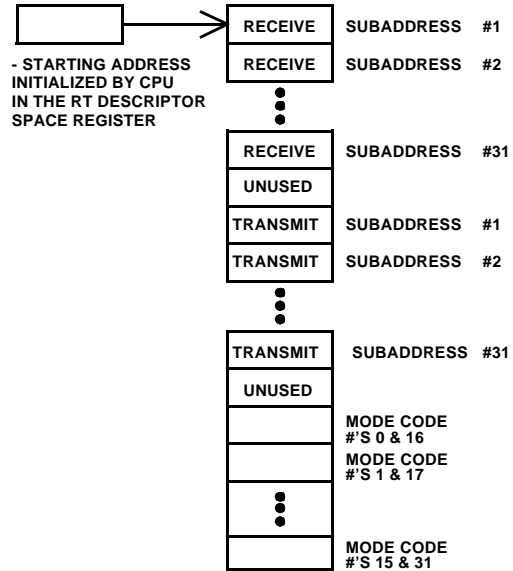 RECEIVE SUBADDRESS #1
- STARTING ADDRESS
INITIALIZED BY CPU
IN THE RT DESCRIPTOR
SPACE REGISTER
RECEIVE SUBADDRESS #2
RECEIVE SUBADDRESS #31
UNUSED
TRANSMIT SUBADDRESS #1
TRANSMIT SUBADDRESS #2
TRANSMIT SUBADDRESS #31
UNUSED
MODE CODE
#'S 0 & 16
MODE CODE
#'S 1 & 17
MODE CODE
#'S 15 & 31